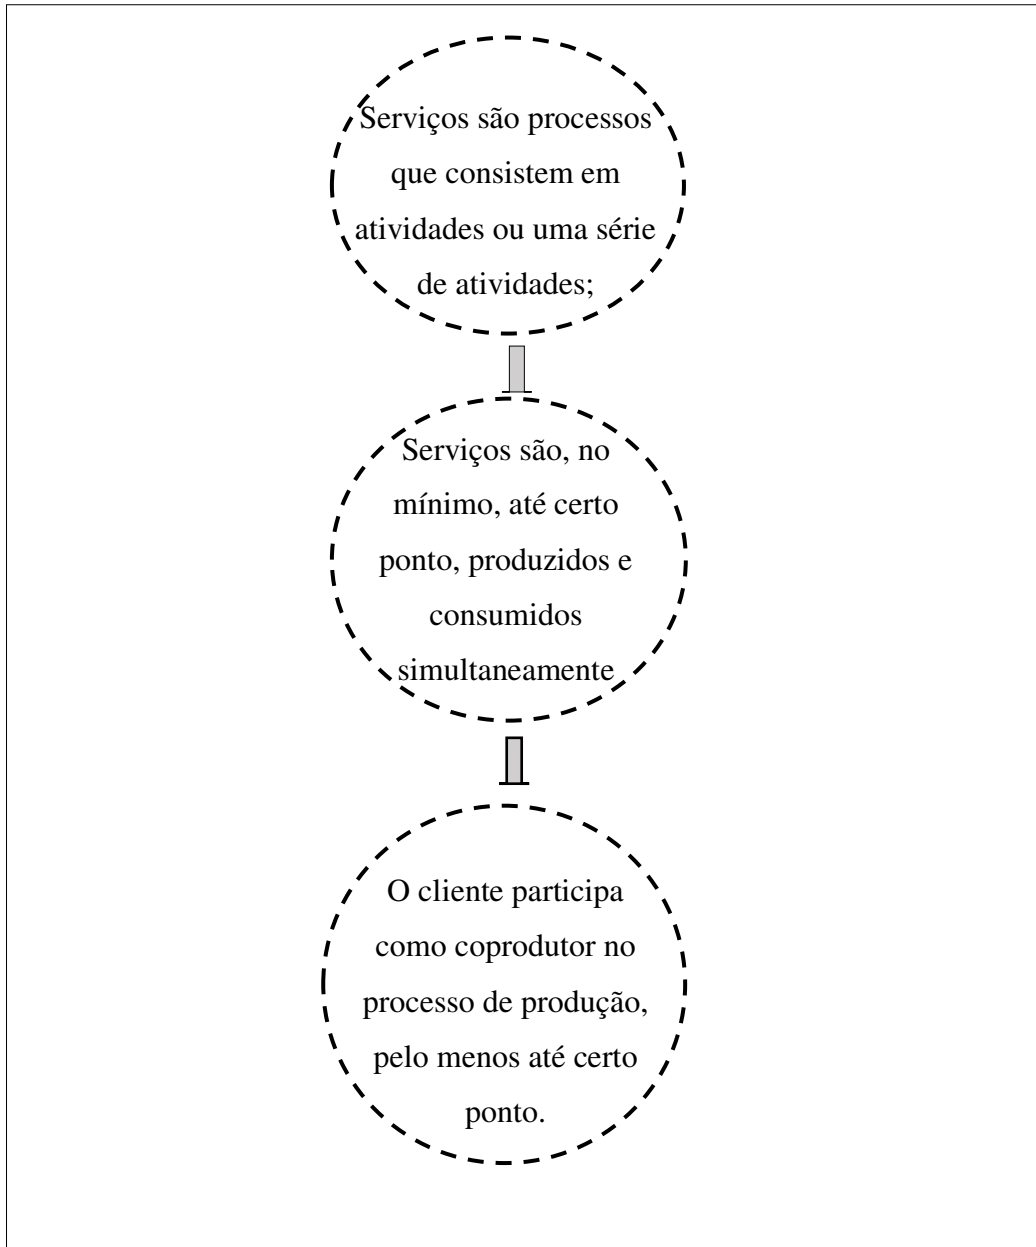 Serviços são processos
que consistem em
atividades ou uma série
de atividades;
Serviços são, no
mínimo, até certo
ponto, produzidos e
consumidos
simultaneamente
O cliente participa
como coprodutor no
processo de produção,
pelo menos até certo
ponto.